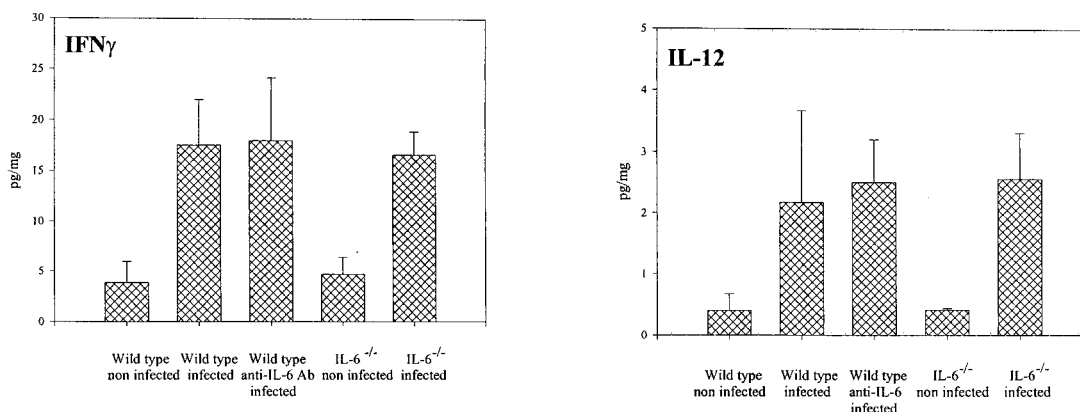 IFNγ
30
25
20
15
10
5
0
pg/mg
Wild type
non infected
Wild type
infected
Wild type
anti-IL-6 Ab
infected
IL-6 -/-
non infected
IL-6 -/-
infected
IL-12
5
4
3
2
1
0
pg/mg
Wild type
non infected
Wild type
infected
Wild type
anti-IL-6
infected
IL-6 -/-
non infected
IL-6 -/-
infected